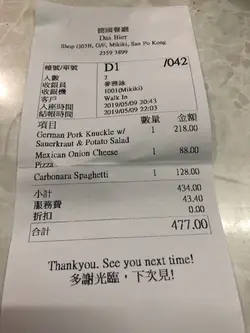 德國餐廳
Das Bier
Shop G03H, G/F, Mikiki, San Po Kong
2359 3899
檯號/單號 D1 /042
人數 2
收銀員 麥雅詠
收銀機 1001(Mikiki)
客戶 Walk In
入座時間 2019/05/09 20:43
結帳時間 2019/05/09 22:03
項目 數量 金額
German Pork Knuckle w/ 1 218.00
Sauerkraut & Potato Salad
Mexican Onion Cheese 1 88.00
Pizza
Carbonara Spaghetti 1 128.00
小計 434.00
服務費 43.40
折扣 0.00
合計 477.00
Thankyou. See you next time!
多謝光臨，下次見!